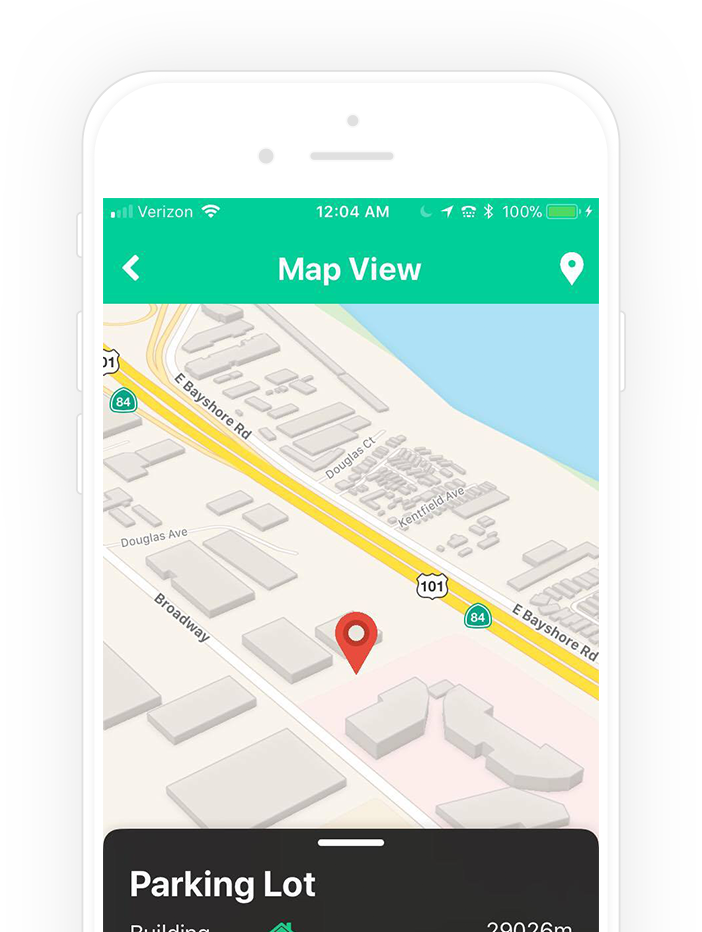 Verizon 12:04 AM 100%
Map View
01
84
E Bayshore Rd
Douglas Ct
Kentfield Ave
Douglas Ave
101
84
E Bayshore Rd
Broadway
Parking Lot
Building 29026m